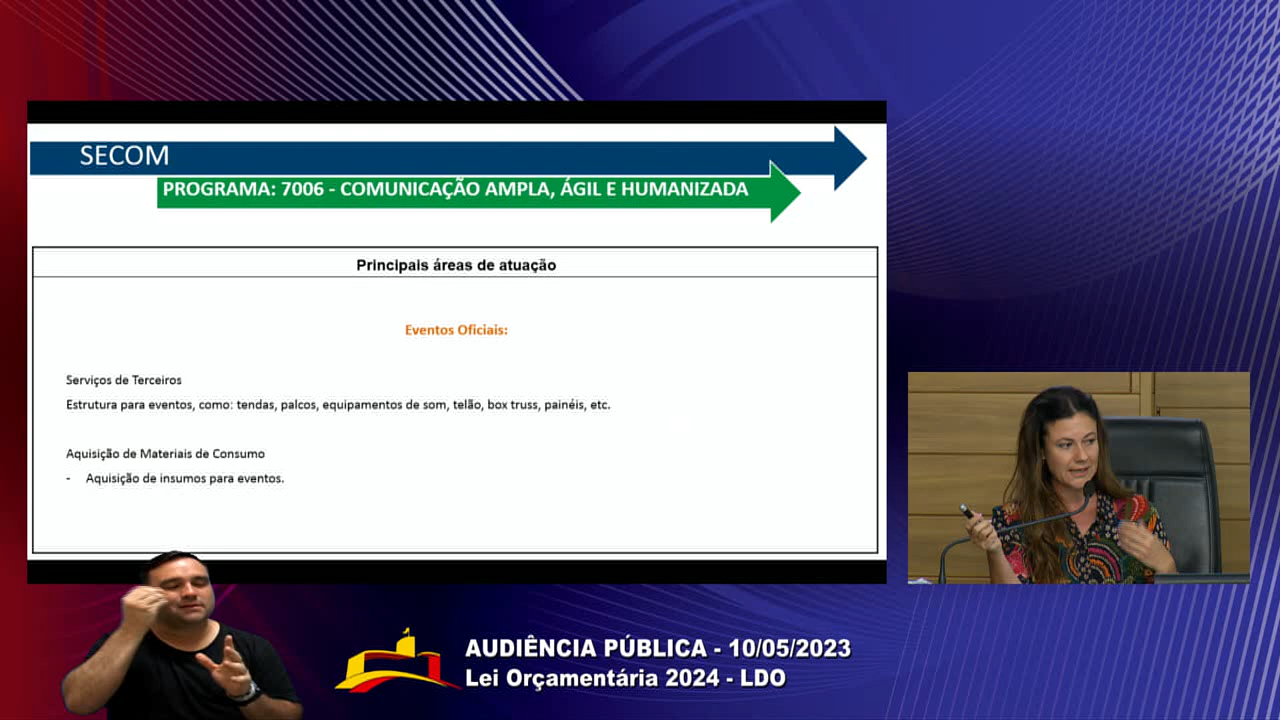 SECOM
PROGRAMA: 7006 - COMUNICAÇÃO AMPLA, ÁGIL E HUMANIZADA
Principais áreas de atuação
Eventos Oficiais:
Serviços de Terceiros
Estrutura para eventos, como: tendas, palcos, equipamentos de som, telão, box truss, painéis, etc.
Aquisição de Materiais de Consumo
- Aquisição de insumos para eventos.
AUDIÊNCIA PÚBLICA - 10/05/2023
Lei Orçamentária 2024 - LDO